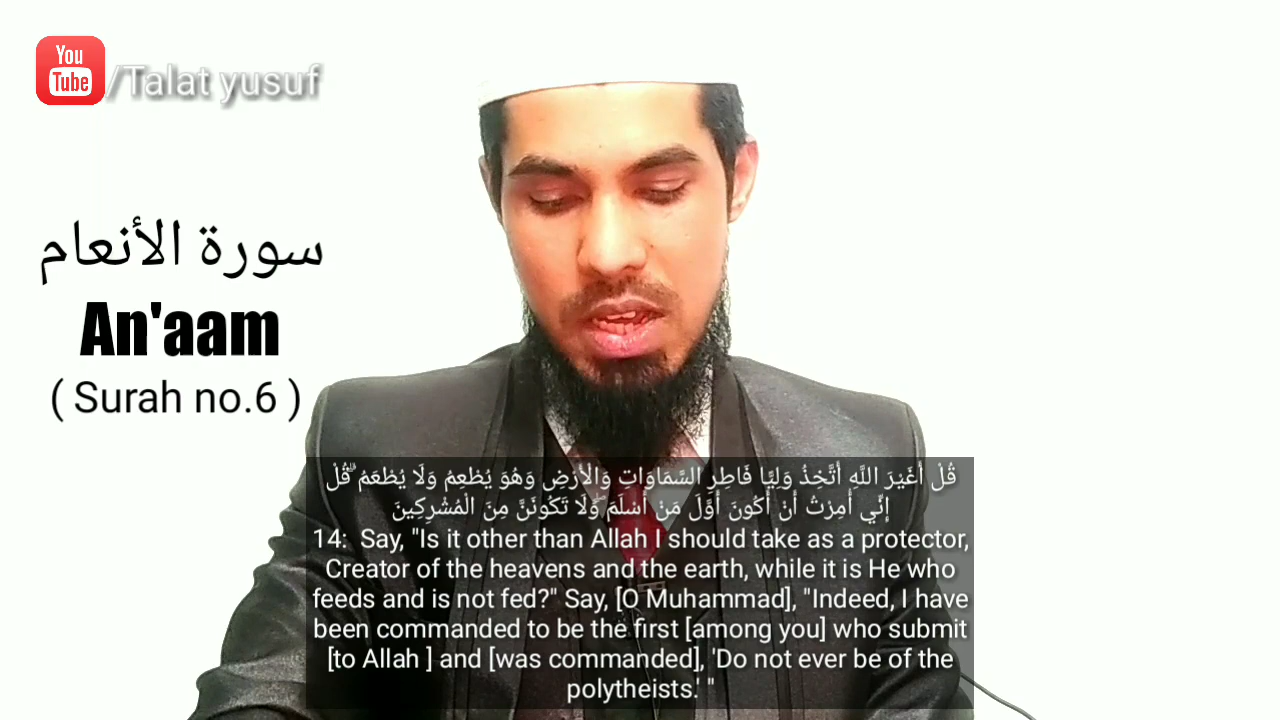 You
Tube
/Talat yusuf
سورة الأنعام
An'aam
( Surah no.6 )
قُلْ أَغَيْرَ اللَّهِ أَتَّخِذُ وَلِيًّا فَاطِرِ السَّمَاوَاتِ وَالْأَرْضِ وَهُوَ يُطْعِمُ وَلَا يُطْعَمُ ۗ قُلْ
إِنِّي أُمِرْتُ أَنْ أَكُونَ أَوَّلَ مَنْ أَسْلَمَ ۖ وَلَا تَكُونَنَّ مِنَ الْمُشْرِكِينَ
14:  Say, "Is it other than Allah I should take as a protector,
Creator of the heavens and the earth, while it is He who
feeds and is not fed?" Say, [O Muhammad], "Indeed, I have
been commanded to be the first [among you] who submit
[to Allah ] and [was commanded], 'Do not ever be of the
polytheists.' "